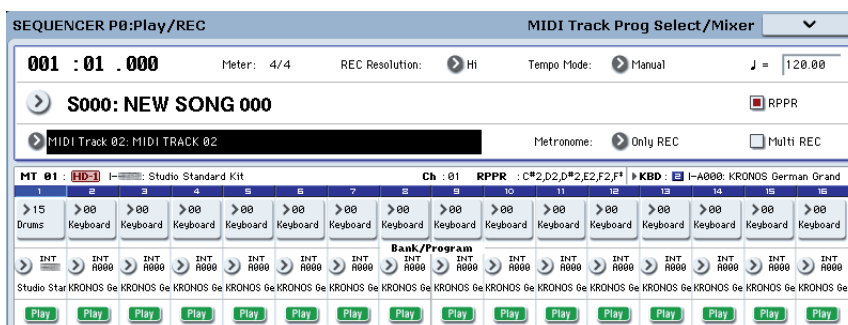 SEQUENCER P0:Play/REC MIDI Track Prog Select/Mixer
001 :01 .000 Meter: 4/4 REC Resolution: Hi Tempo Mode: Manual ♩ = 120.00
S000: NEW SONG 000 RPPR
MIDI Track 02: MIDI TRACK 02 Metronome: Only REC Multi REC
MT 01 : HD-1 I- : Studio Standard Kit Ch :01 RPPR :C#2,D2,D#2,E2,F2,F# KBD : I-A000: KRONOS German Grand
1 2 3 4 5 6 7 8 9 10 11 12 13 14 15 16
15 00 00 00 00 00 00 00 00 00 00 00 00 00 00 00
Drums Keyboard Keyboard Keyboard Keyboard Keyboard Keyboard Keyboard Keyboard Keyboard Keyboard Keyboard Keyboard Keyboard Keyboard Keyboard
Bank/Program
INT INT INT INT INT INT INT INT INT INT INT INT INT INT INT INT
A000 A000 A000 A000 A000 A000 A000 A000 A000 A000 A000 A000 A000 A000 A000
Studio Star KRONOS Ge KRONOS Ge KRONOS Ge KRONOS Ge KRONOS Ge KRONOS Ge KRONOS Ge KRONOS Ge KRONOS Ge KRONOS Ge KRONOS Ge KRONOS Ge KRONOS Ge KRONOS Ge KRONOS Ge
Play Play Play Play Play Play Play Play Play Play Play Play Play Play Play Play